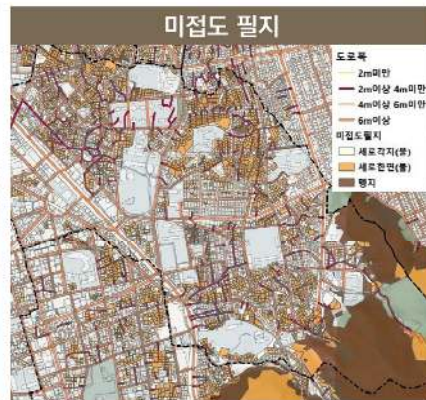 미접도 필지
도로폭
2m미만
2m이상 4m미만
4m이상 6m미만
6m이상
미접도필지
세로각지(불)
세로한면(불)
맹지